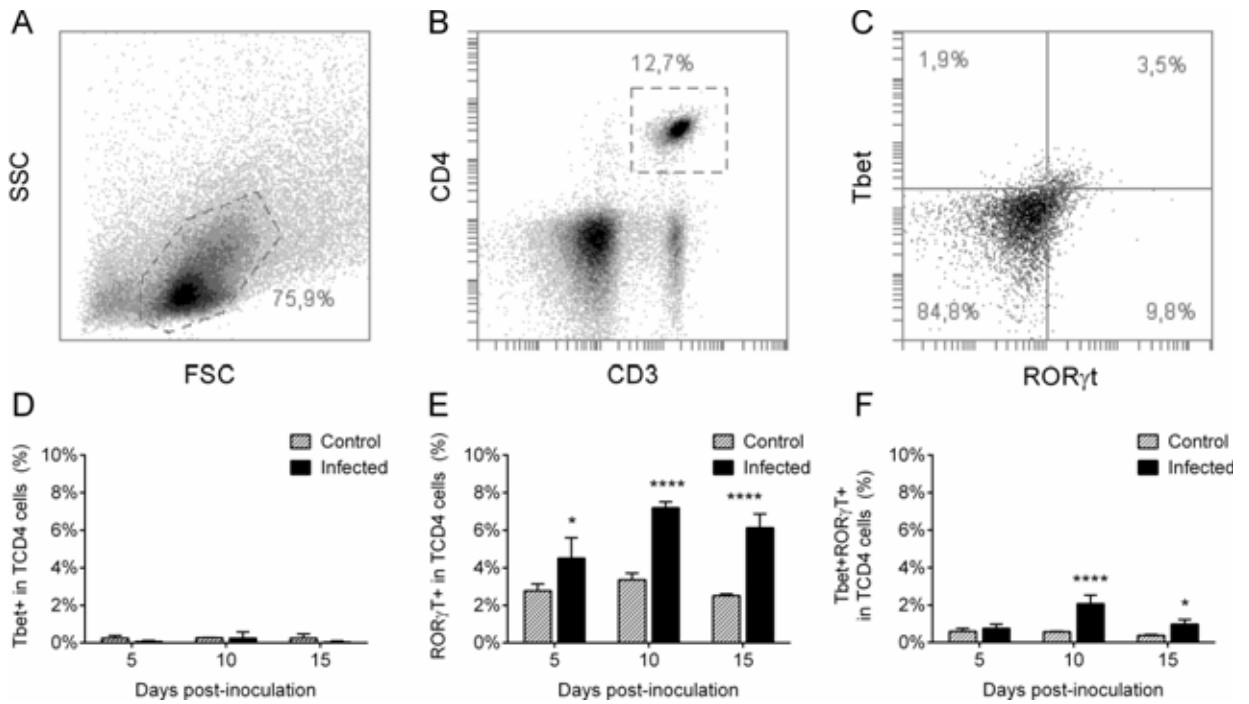 A
SSC
75,9%
FSC
B
12,7%
CD4
CD3
C
1,9%
3,5%
Tbet
84,8%
9,8%
RORγt
D
Control
Infected
Tbet+ in TCD4 cells (%)
10%
8%
6%
4%
2%
0%
5
10
15
Days post-inoculation
E
Control
Infected
RORγT+ in TCD4 cells (%)
10%
8%
6%
4%
2%
0%
*
****
****
5
10
15
Days post-inoculation
F
Control
Infected
Tbet+RORγT+
in TCD4 cells (%)
10%
8%
6%
4%
2%
0%
****
*
5
10
15
Days post-inoculation